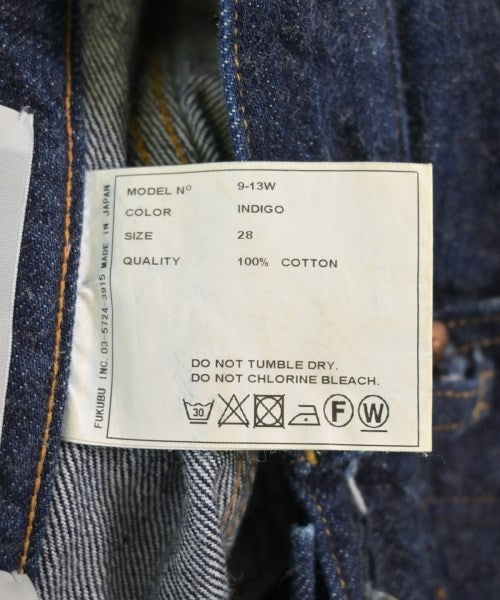 MODEL Nº 9-13W
COLOR INDIGO
SIZE 28
QUALITY 100% COTTON
DO NOT TUMBLE DRY.
DO NOT CHLORINE BLEACH.
30 F W
FUKUBU INC. 03-5724-3915 MADE IN JAPAN